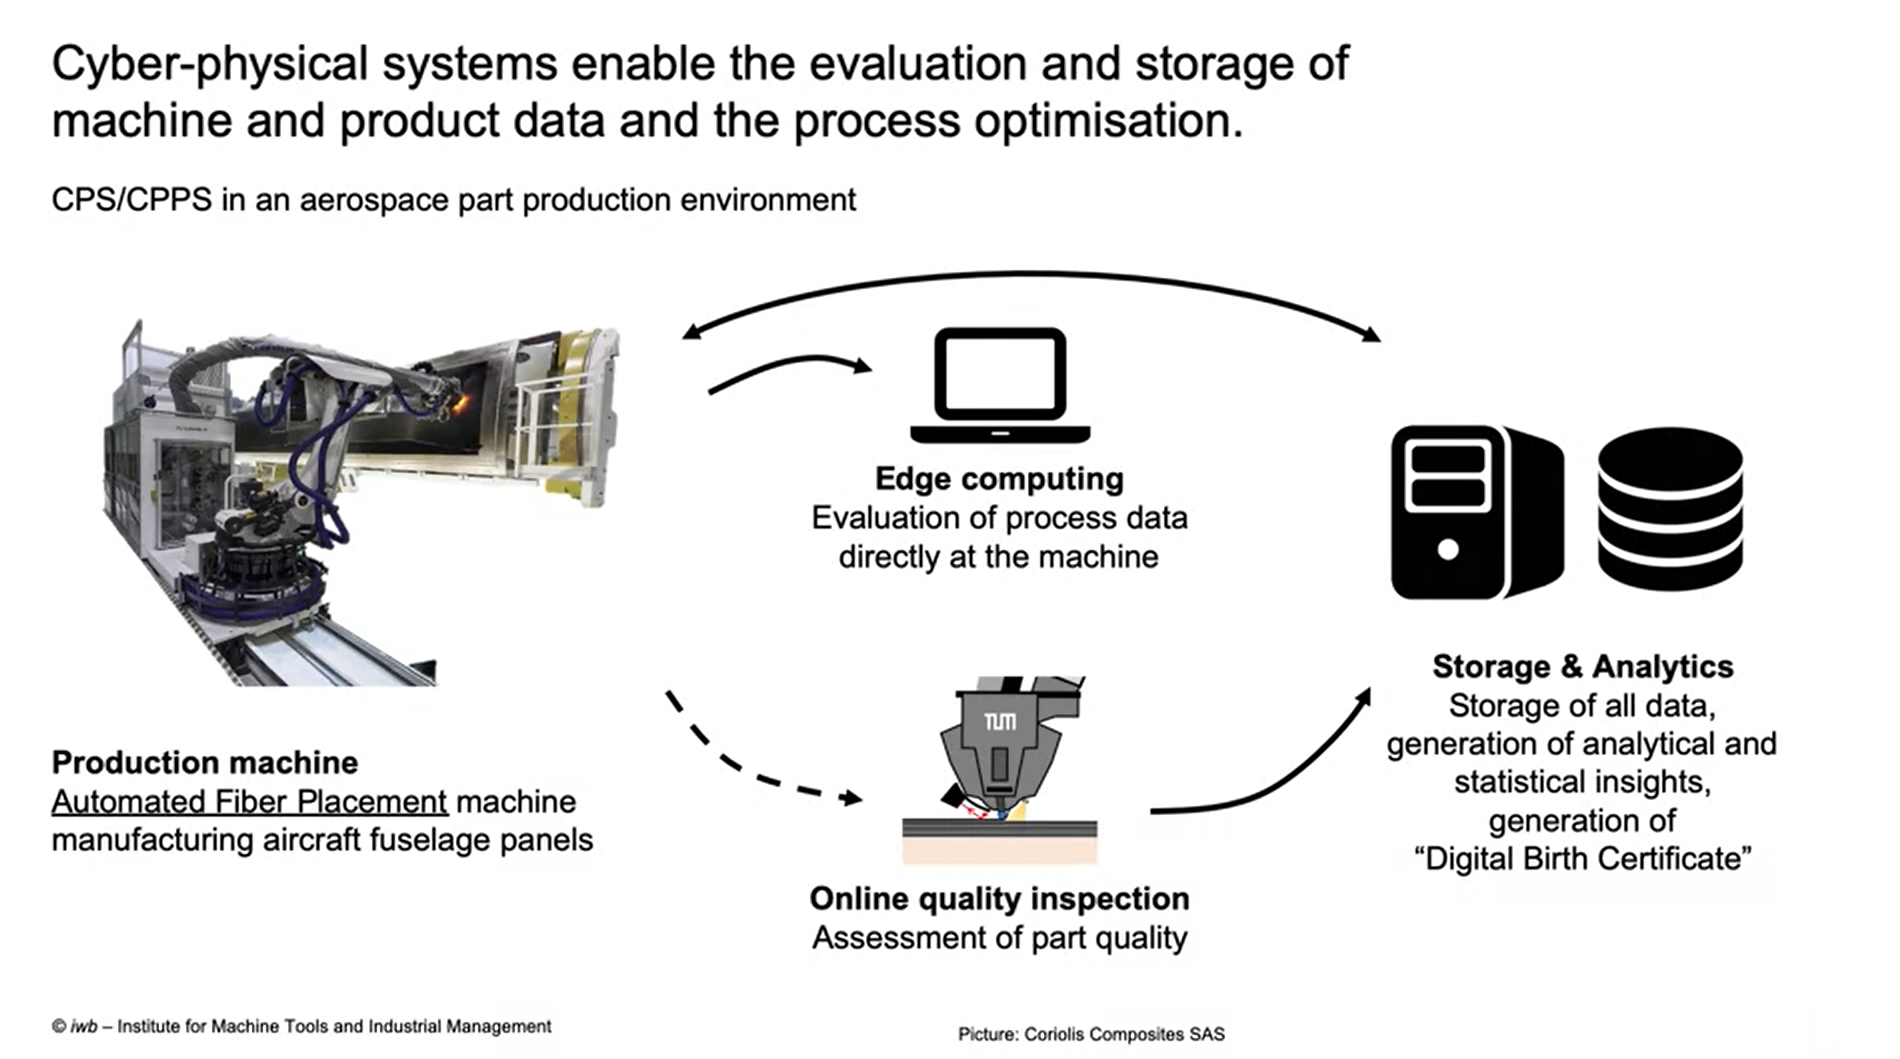 Cyber-physical systems enable the evaluation and storage of
machine and product data and the process optimisation.
CPS/CPPS in an aerospace part production environment
Edge computing
Evaluation of process data
directly at the machine
Production machine
Automated Fiber Placement machine
manufacturing aircraft fuselage panels
TUM
Online quality inspection
Assessment of part quality
Storage & Analytics
Storage of all data,
generation of analytical and
statistical insights,
generation of
“Digital Birth Certificate”
© iwb – Institute for Machine Tools and Industrial Management
Picture: Coriolis Composites SAS